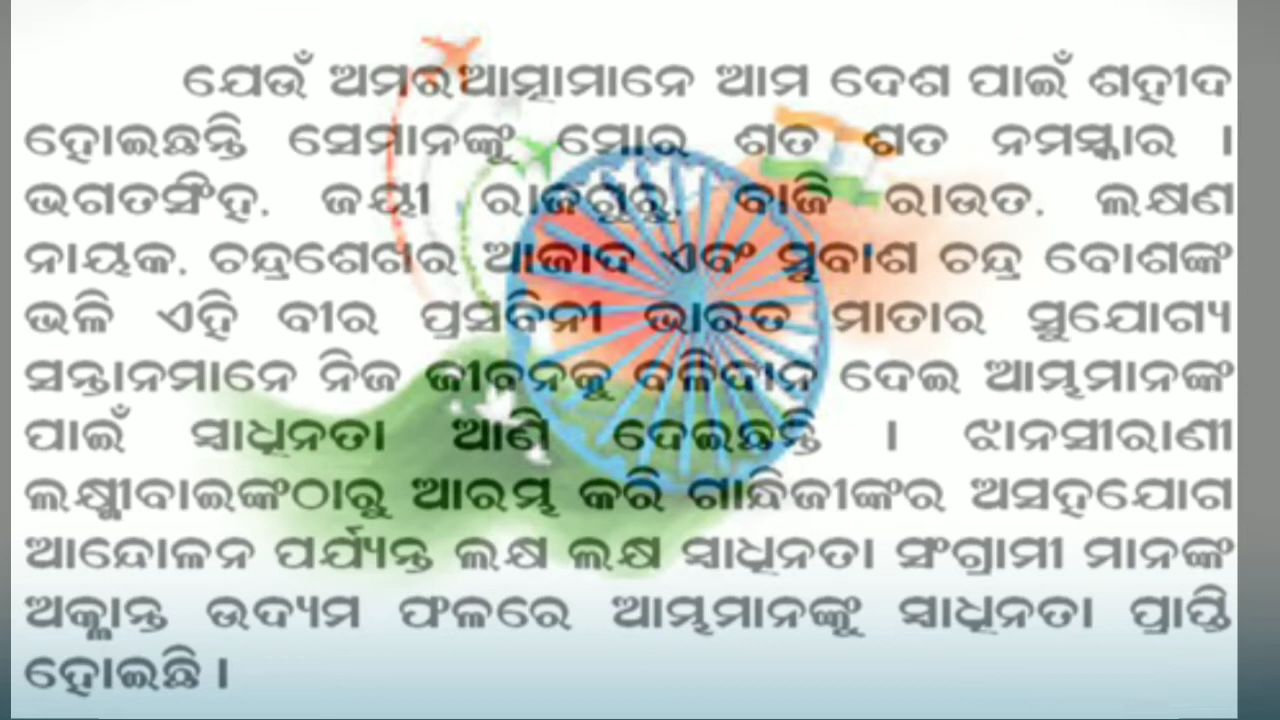 ଯେଉଁ ଅମରଆତ୍ମାମାନେ ଆମ ଦେଶ ପାଇଁ ଶହୀଦ
ହୋଇଛନ୍ତି ସେମାନଙ୍କୁ ମୋର ଶତ ଶତ ନମସ୍କାର ।
ଭଗତସିଂହ, ଜୟୀ ରାଜଗୁରୁ, ବାଜି ରାଉତ, ଲକ୍ଷଣ
ନାୟକ, ଚନ୍ଦ୍ରଶେଖର ଆଜାଦ ଏବଂ ସୁବାଶ ଚନ୍ଦ୍ର ବୋଶଙ୍କ
ଭଳି ଏହି ବୀର ପ୍ରସବିନୀ ଭାରତ ମାତାର ସୁଯୋଗ୍ୟ
ସନ୍ତାନମାନେ ନିଜ ଜୀବନକୁ ବଳିଦାନ ଦେଇ ଆମ୍ଭମାନଙ୍କ
ପାଇଁ ସ୍ୱାଧିନତା ଆଣି ଦେଇଛନ୍ତି । ଝାନସୀରାଣୀ
ଲକ୍ଷ୍ମୀବାଇଙ୍କଠାରୁ ଆରମ୍ଭ କରି ଗାନ୍ଧିଜୀଙ୍କର ଅସହଯୋଗ
ଆନ୍ଦୋଳନ ପର୍ଯ୍ୟନ୍ତ ଲକ୍ଷ ଲକ୍ଷ ସ୍ୱାଧିନତା ସଂଗ୍ରାମୀ ମାନଙ୍କ
ଅକ୍ଳାନ୍ତ ଉଦ୍ୟମ ଫଳରେ ଆମ୍ଭମାନଙ୍କୁ ସ୍ୱାଧିନତା ପ୍ରାପ୍ତି
ହୋଇଛି ।